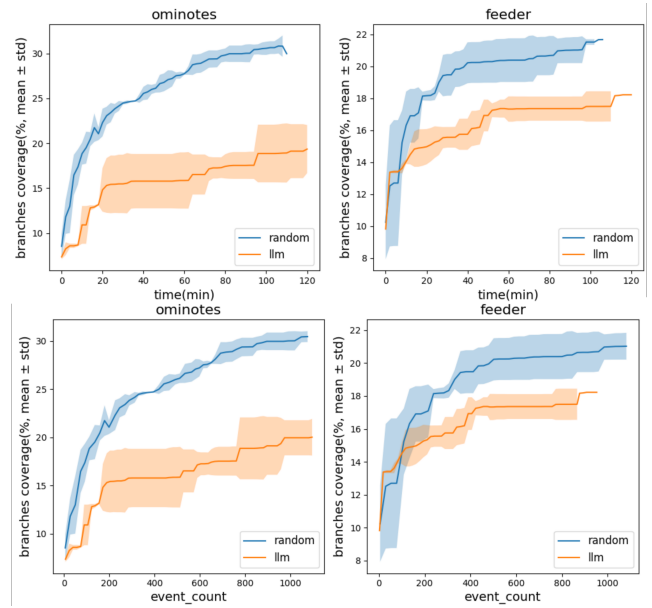 ominotes
feeder
branches coverage(%, mean ± std)
30
25
20
15
10
random
llm
0
20
40
60
80
100
120
time(min)
branches coverage(%, mean ± std)
22
20
18
16
14
12
10
8
random
llm
0
20
40
60
80
100
120
time(min)
ominotes
feeder
branches coverage(%, mean ± std)
30
25
20
15
10
random
llm
0
200
400
600
800
1000
event_count
branches coverage(%, mean ± std)
22
20
18
16
14
12
10
8
random
llm
0
200
400
600
800
1000
event_count